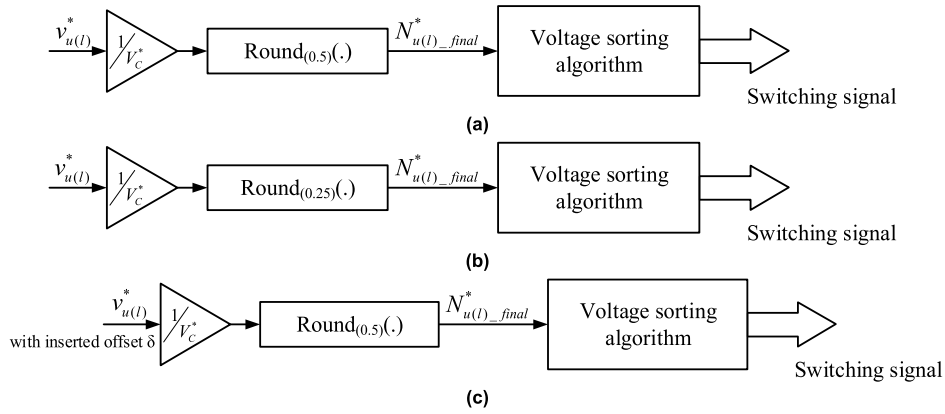 v*u(l)
1/V*C
Round(0.5)(.)
N*u(l)_final
Voltage sorting
algorithm
Switching signal
(a)
v*u(l)
1/V*C
Round(0.25)(.)
N*u(l)_final
Voltage sorting
algorithm
Switching signal
(b)
v*u(l)
with inserted offset δ
1/V*C
Round(0.5)(.)
N*u(l)_final
Voltage sorting
algorithm
Switching signal
(c)